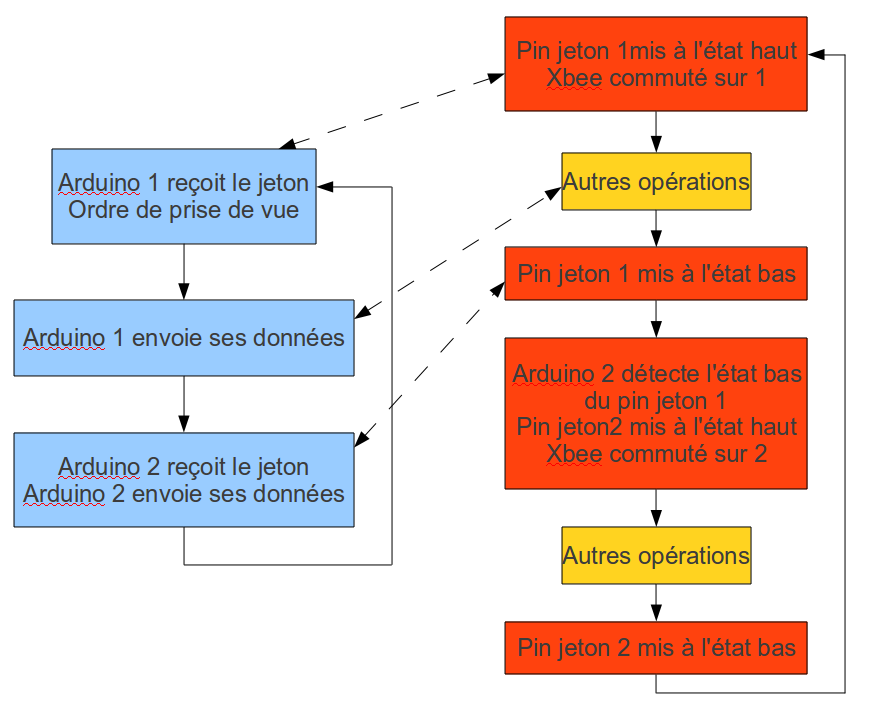 Pin jeton 1mis à l'état haut
Xbee commuté sur 1
Autres opérations
Pin jeton 1 mis à l'état bas
Arduino 2 détecte l'état bas
du pin jeton 1
Pin jeton2 mis à l'état haut
Xbee commuté sur 2
Autres opérations
Pin jeton 2 mis à l'état bas
Arduino 1 reçoit le jeton
Ordre de prise de vue
Arduino 1 envoie ses données
Arduino 2 reçoit le jeton
Arduino 2 envoie ses données